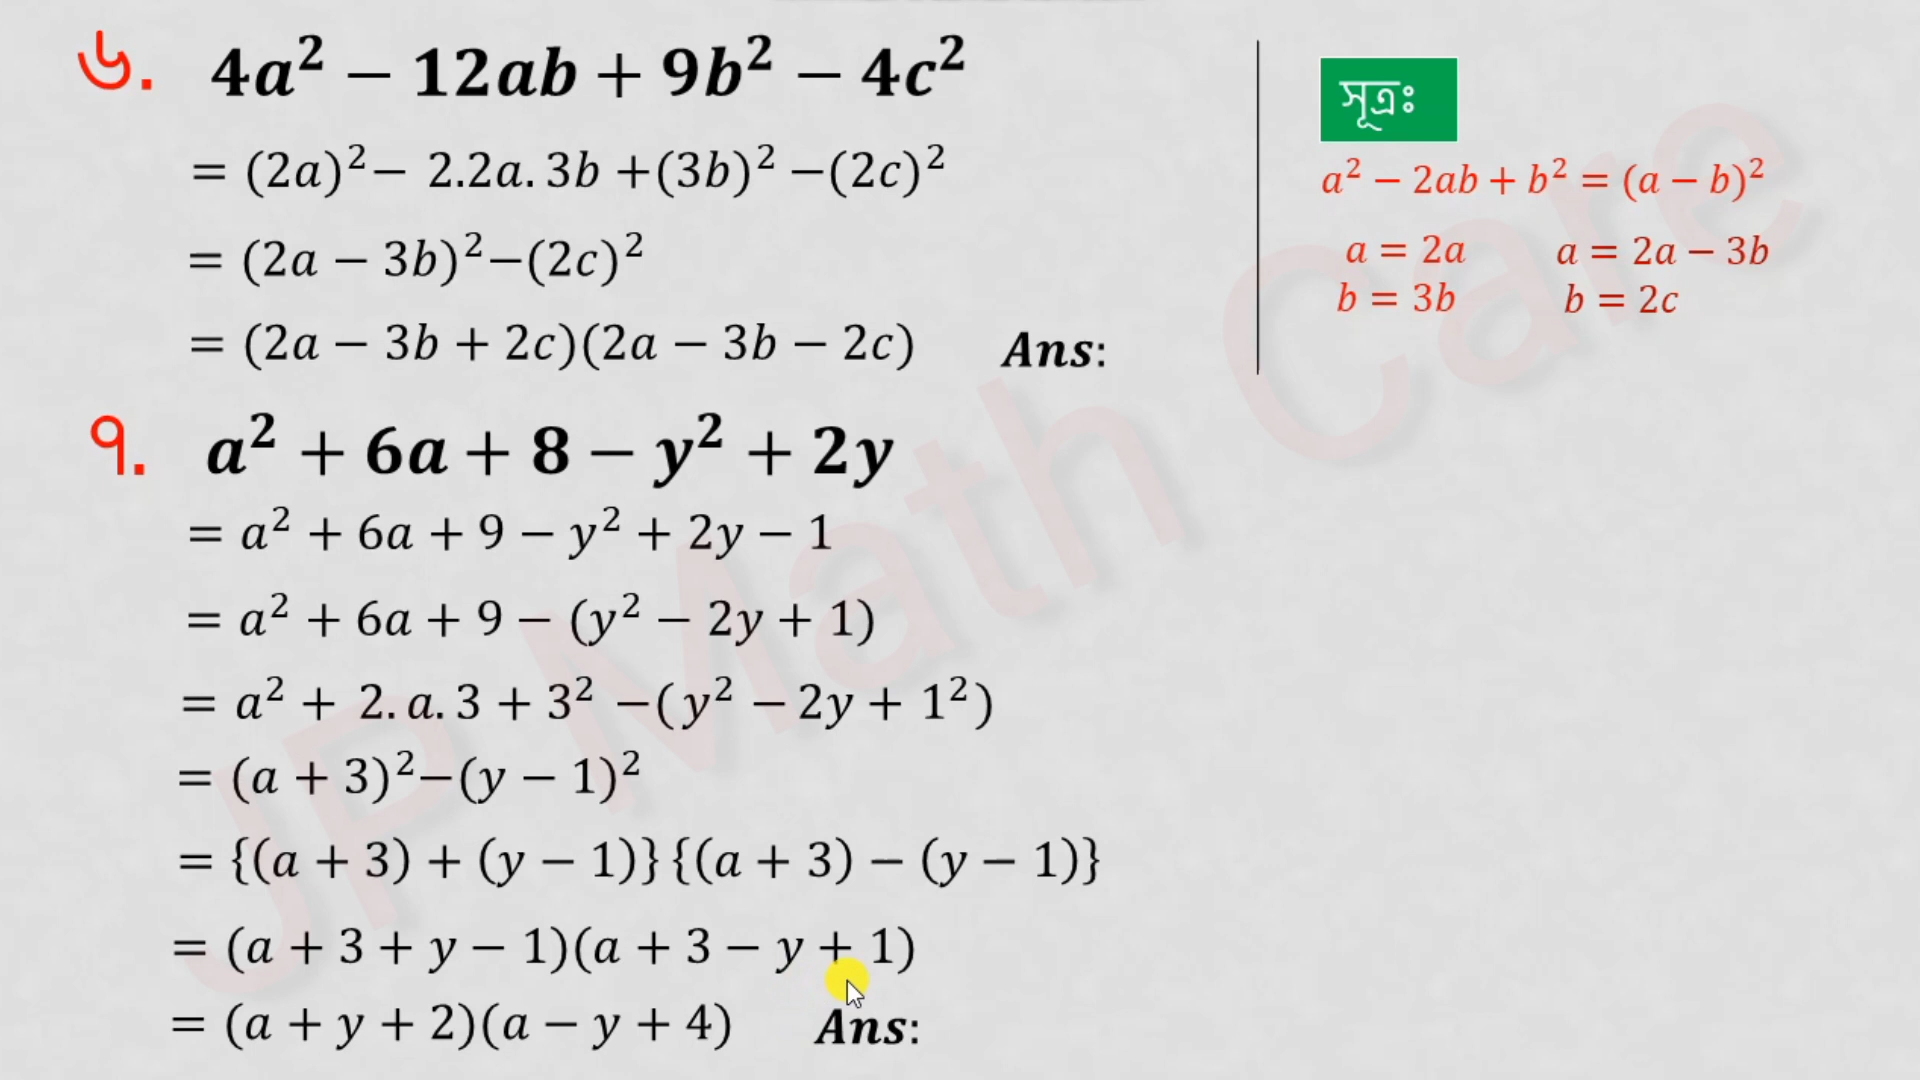 ৬. 4a² − 12ab + 9b² − 4c²
= (2a)² − 2.2a. 3b +(3b)² −(2c)²
= (2a − 3b)²−(2c)²
= (2a − 3b + 2c)(2a − 3b − 2c) Ans:
সূত্রঃ
a² − 2ab + b² = (a − b)²
a = 2a a = 2a − 3b
b = 3b b = 2c
৭. a² + 6a + 8 − y² + 2y
= a² + 6a + 9 − y² + 2y − 1
= a² + 6a + 9 − (y² − 2y + 1)
= a² + 2. a. 3 + 3² −(y² − 2y + 1²)
= (a + 3)²−(y − 1)²
= {(a + 3) + (y − 1)}{(a + 3) − (y − 1)}
= (a + 3 + y − 1)(a + 3 − y + 1)
= (a + y + 2)(a − y + 4) Ans:
JP Math Care